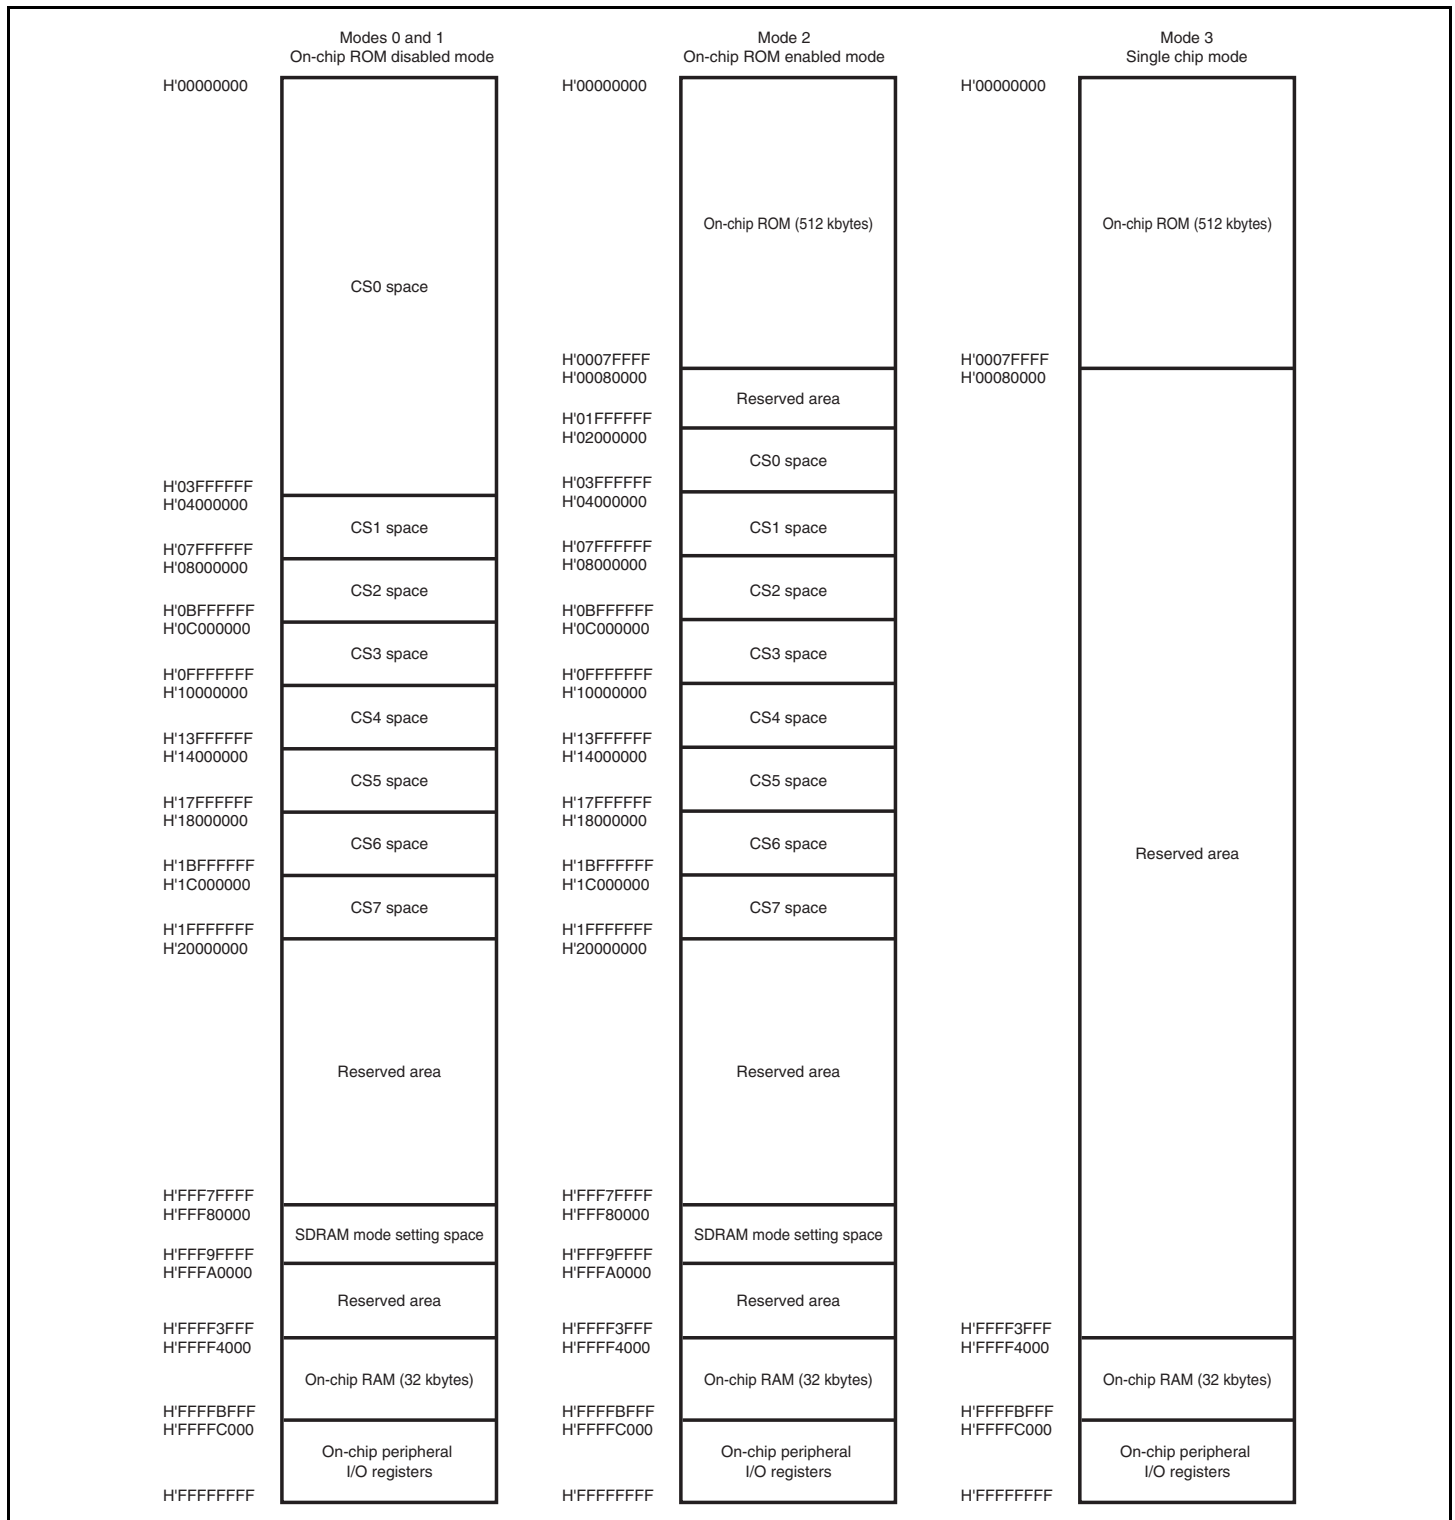 Modes 0 and 1
On-chip ROM disabled mode
H'00000000
CS0 space
H'03FFFFFF
H'04000000
CS1 space
H'07FFFFFF
H'08000000
CS2 space
H'0BFFFFFF
H'0C000000
CS3 space
H'0FFFFFFF
H'10000000
CS4 space
H'13FFFFFF
H'14000000
CS5 space
H'17FFFFFF
H'18000000
CS6 space
H'1BFFFFFF
H'1C000000
CS7 space
H'1FFFFFFF
H'20000000
Reserved area
H'FFF7FFFF
H'FFF80000
SDRAM mode setting space
H'FFF9FFFF
H'FFFA0000
Reserved area
H'FFFF3FFF
H'FFFF4000
On-chip RAM (32 kbytes)
H'FFFFBFFF
H'FFFFC000
On-chip peripheral
I/O registers
H'FFFFFFFF
Mode 2
On-chip ROM enabled mode
H'00000000
On-chip ROM (512 kbytes)
H'0007FFFF
H'00080000
Reserved area
H'01FFFFFF
H'02000000
CS0 space
H'03FFFFFF
H'04000000
CS1 space
H'07FFFFFF
H'08000000
CS2 space
H'0BFFFFFF
H'0C000000
CS3 space
H'0FFFFFFF
H'10000000
CS4 space
H'13FFFFFF
H'14000000
CS5 space
H'17FFFFFF
H'18000000
CS6 space
H'1BFFFFFF
H'1C000000
CS7 space
H'1FFFFFFF
H'20000000
Reserved area
H'FFF7FFFF
H'FFF80000
SDRAM mode setting space
H'FFF9FFFF
H'FFFA0000
Reserved area
H'FFFF3FFF
H'FFFF4000
On-chip RAM (32 kbytes)
H'FFFFBFFF
H'FFFFC000
On-chip peripheral
I/O registers
H'FFFFFFFF
Mode 3
Single chip mode
H'00000000
On-chip ROM (512 kbytes)
H'0007FFFF
H'00080000
Reserved area
H'FFFF3FFF
H'FFFF4000
On-chip RAM (32 kbytes)
H'FFFFBFFF
H'FFFFC000
On-chip peripheral
I/O registers
H'FFFFFFFF